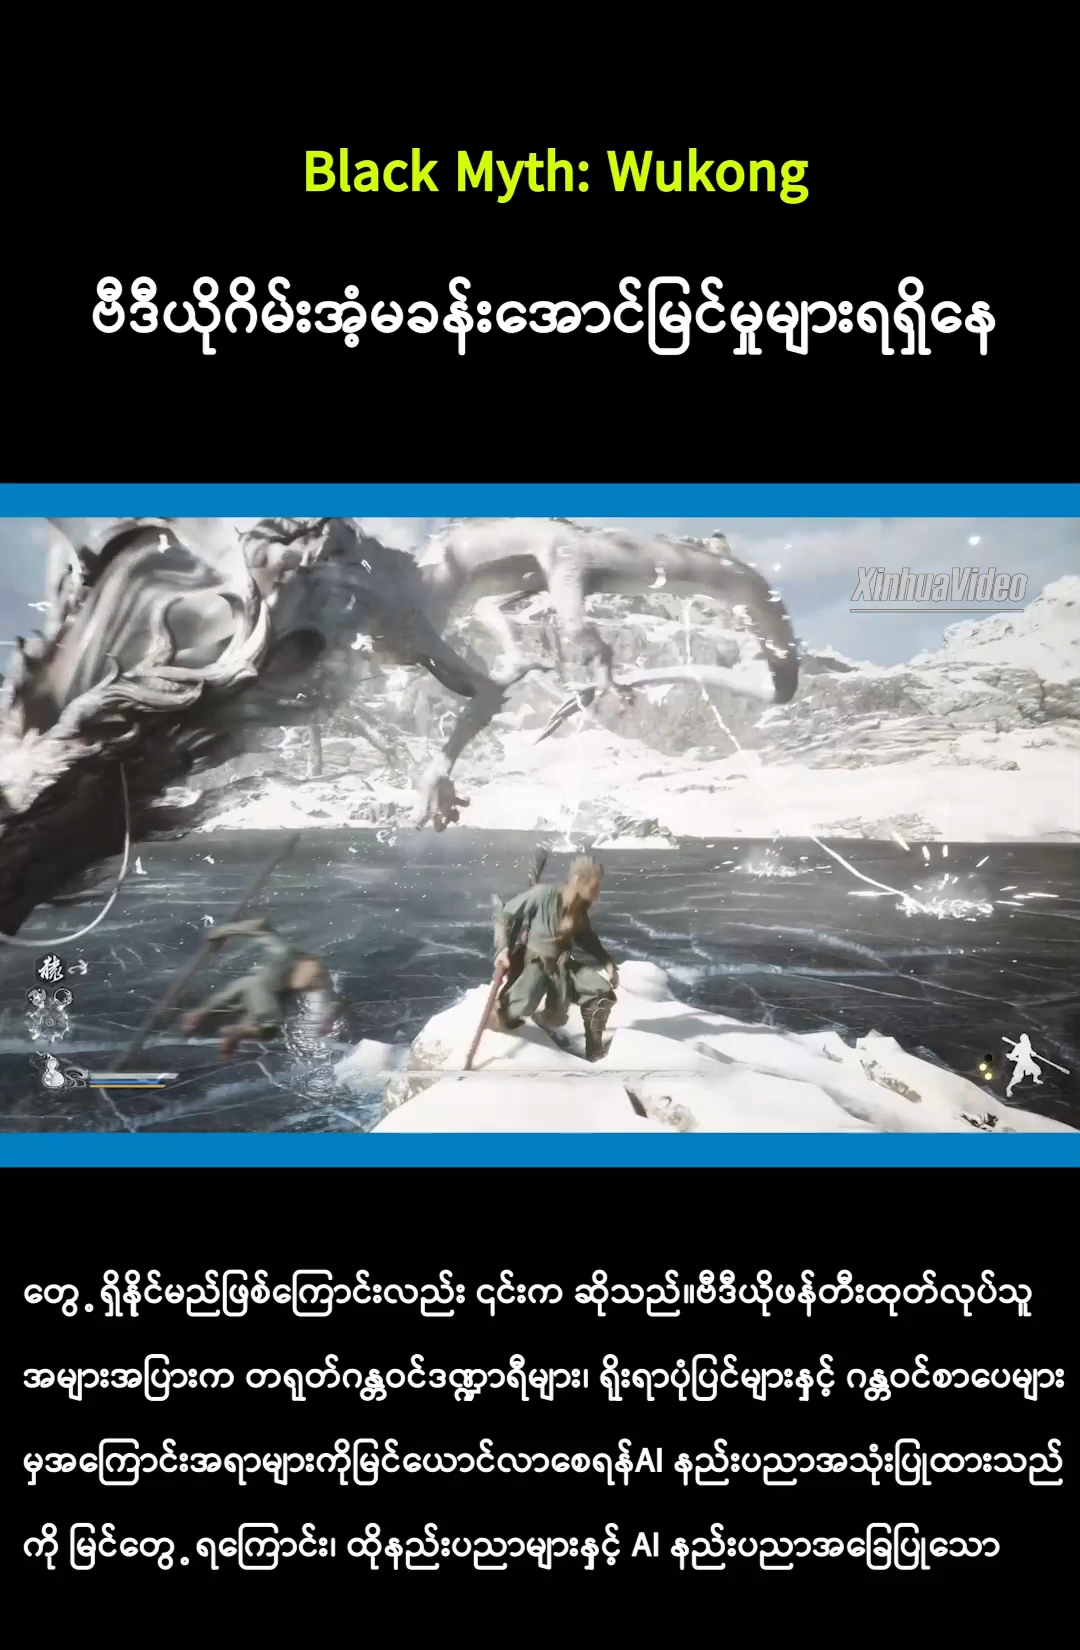 Black Myth: Wukong
ဗီဒီယိုဂိမ်းအံ့မခန်းအောင်မြင်မှုများရရှိနေ
XinhuaVideo
တွေ့ရှိနိုင်မည်ဖြစ်ကြောင်းလည်း ၎င်းက ဆိုသည်။ဗီဒီယိုဖန်တီးထုတ်လုပ်သူ
အများအပြားက တရုတ်ဂန္တဝင်ဒဏ္ဍာရီများ၊ ရိုးရာပုံပြင်များနှင့် ဂန္တဝင်စာပေများ
မှအကြောင်းအရာများကိုမြင်ယောင်လာစေရန်AI နည်းပညာအသုံးပြုထားသည်
ကို မြင်တွေ့ရကြောင်း၊ ထိုနည်းပညာများနှင့် AI နည်းပညာအခြေပြုသော